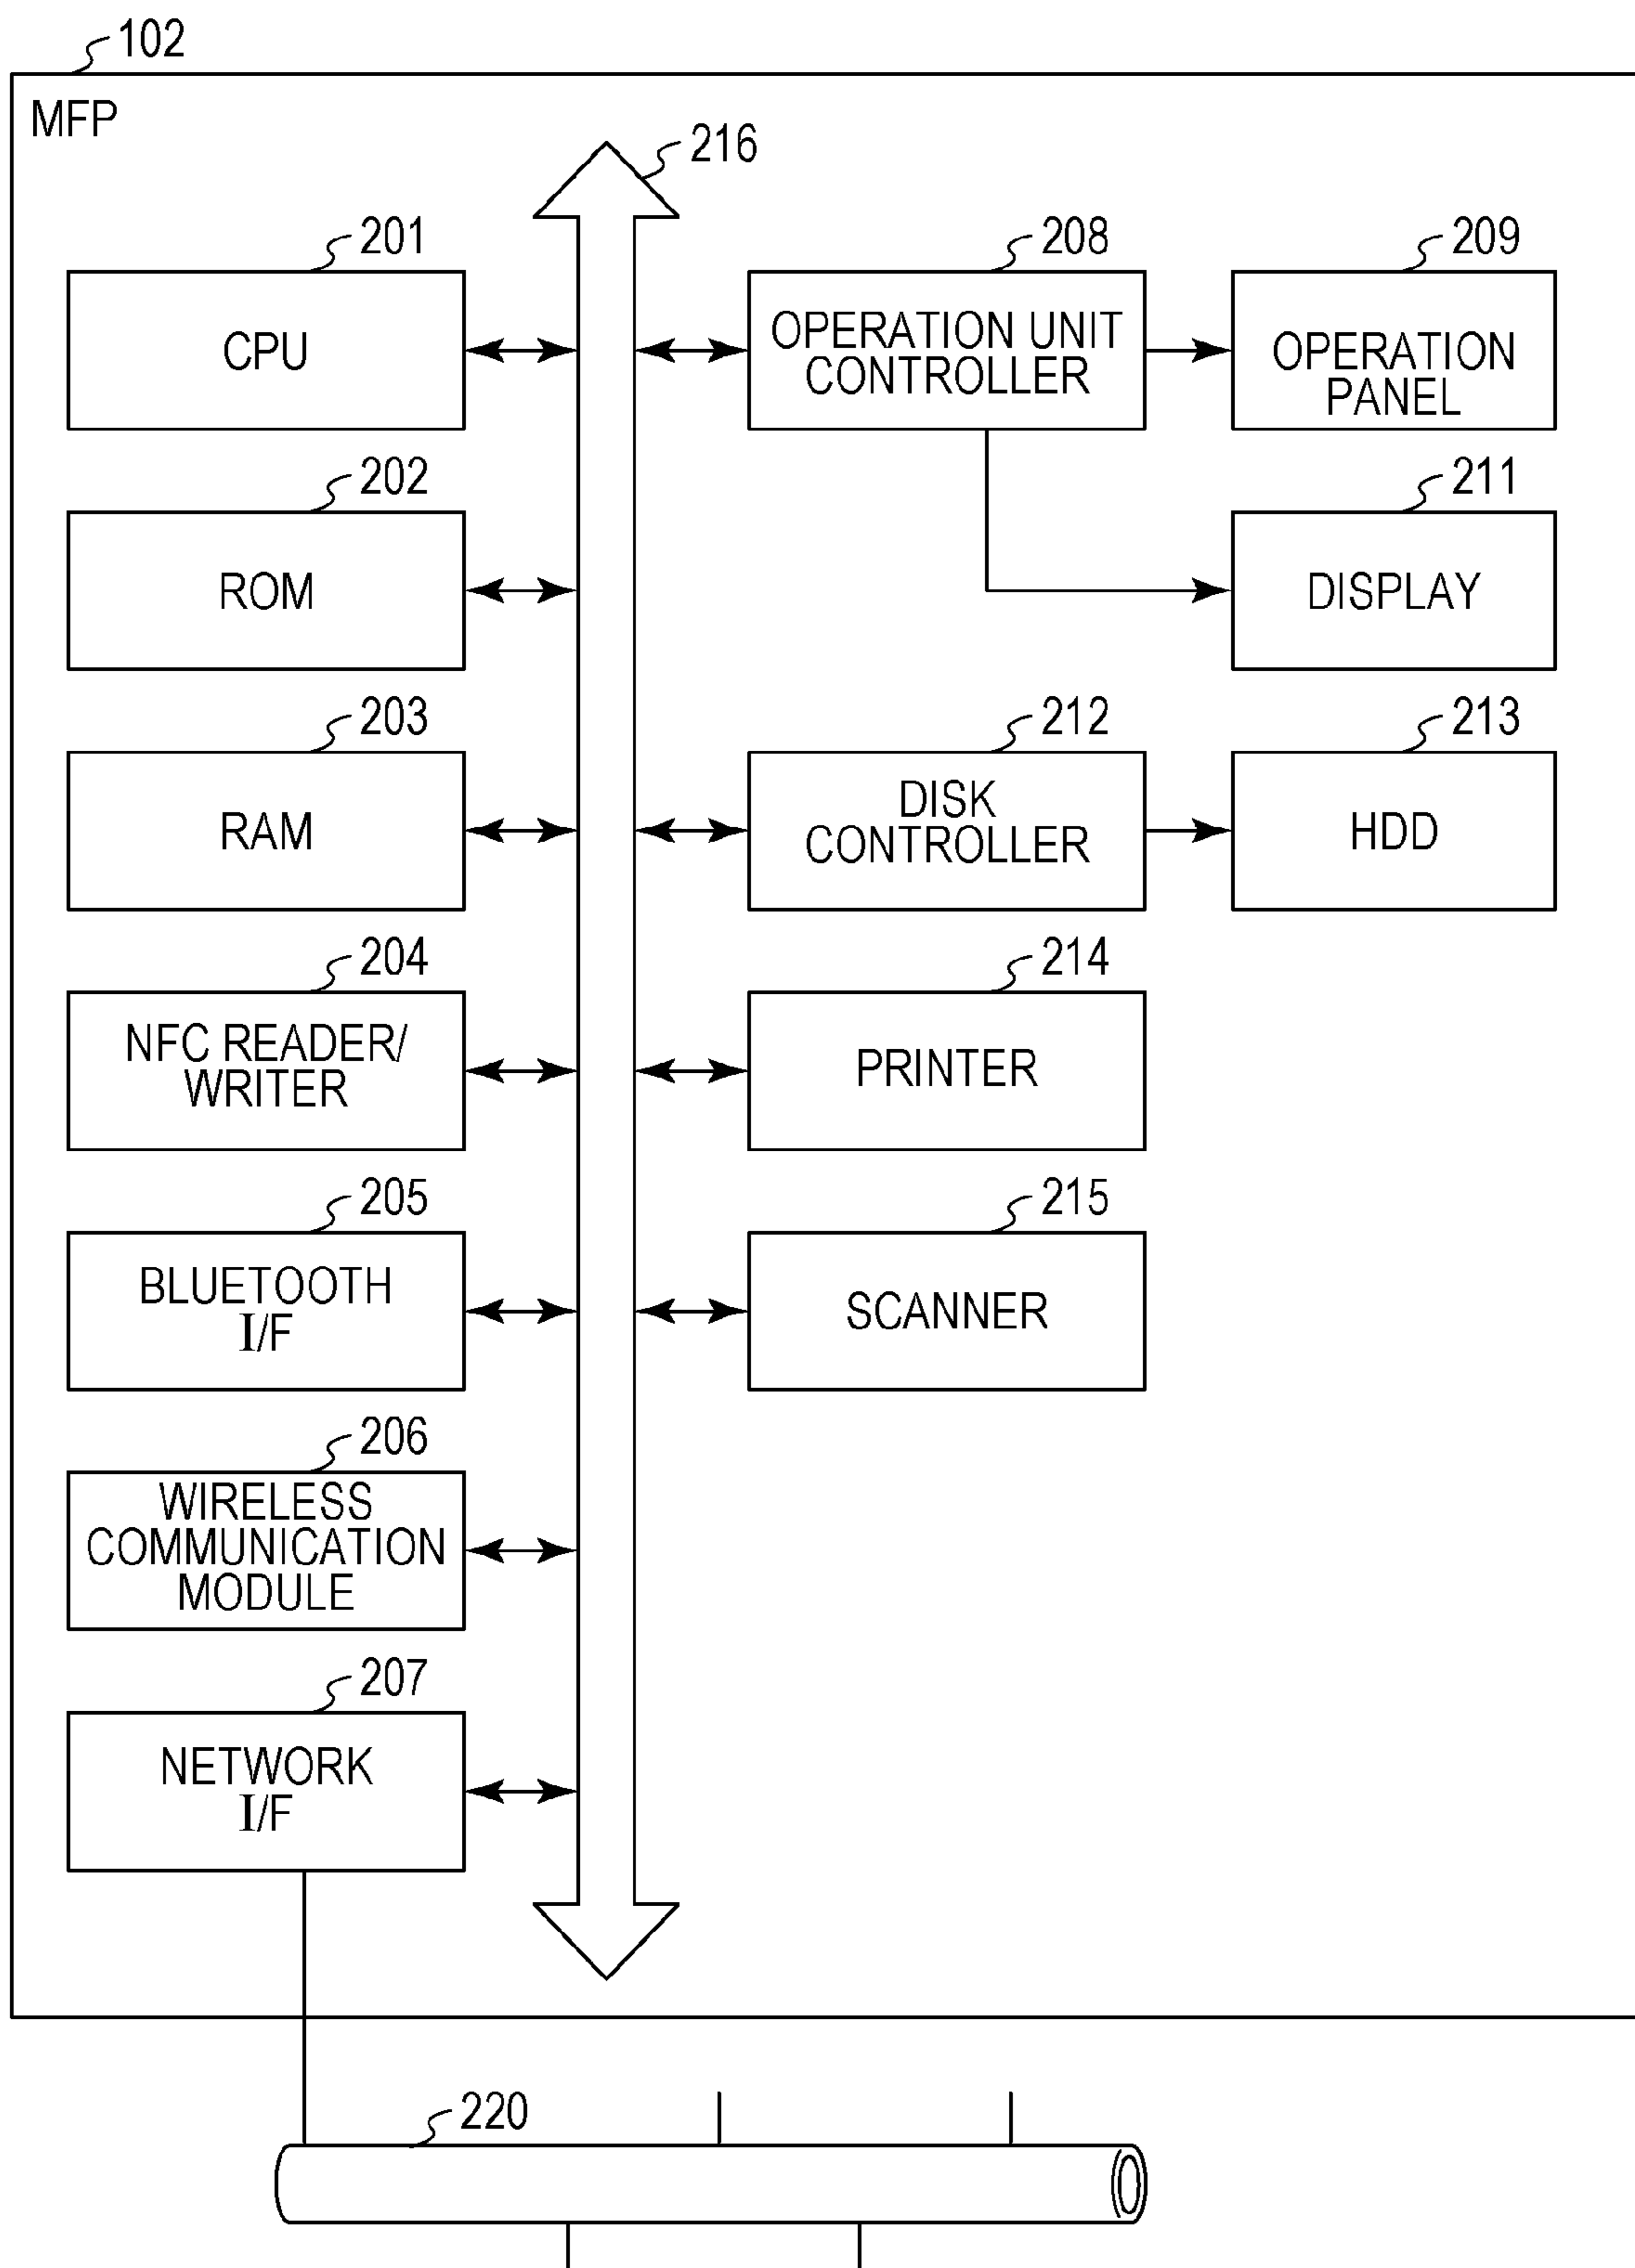 102
MFP
216
201
CPU
208
OPERATION UNIT
CONTROLLER
209
OPERATION
PANEL
202
ROM
211
DISPLAY
203
RAM
212
DISK
CONTROLLER
213
HDD
204
NFC READER/
WRITER
214
PRINTER
205
BLUETOOTH
I/F
215
SCANNER
206
WIRELESS
COMMUNICATION
MODULE
207
NETWORK
I/F
220